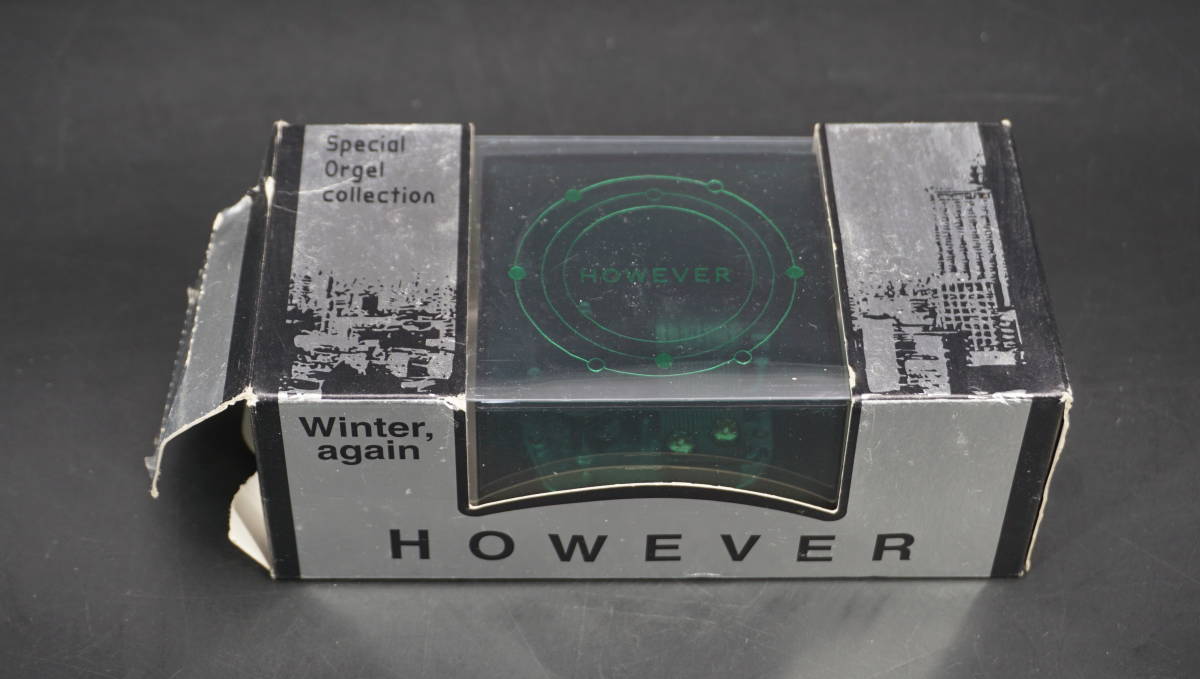 Special
Orgel
collection
HOWEVER
Winter,
again
HOWEVER